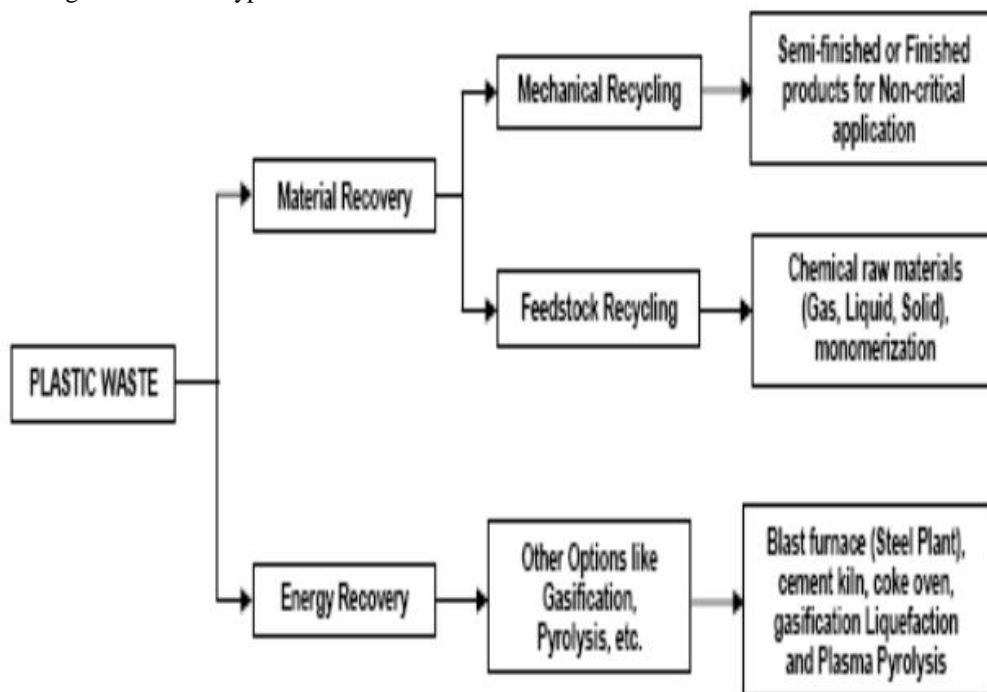 Mechanical Recycling
Semi-finished or Finished
products for Non-critical
application
Material Recovery
Feedstock Recycling
Chemical raw materials
(Gas, Liquid, Solid),
monomerization
PLASTIC WASTE
Energy Recovery
Other Options like
Gasification,
Pyrolysis, etc.
Blast furnace (Steel Plant),
cement kiln, coke oven,
gasification Liquefaction
and Plasma Pyrolysis